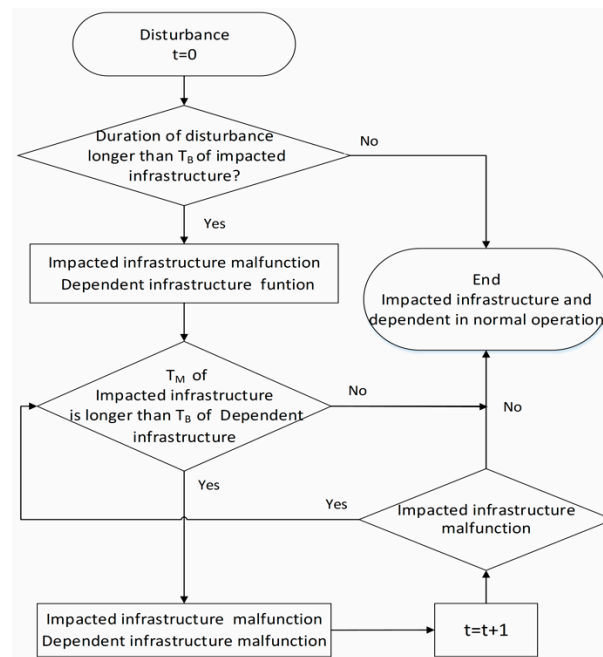 Disturbance
t=0
Duration of disturbance
longer than TB of impacted
infrastructure?
No
Yes
Impacted infrastructure malfunction
Dependent infrastructure funtion
End
Impacted infrastructure and
dependent in normal operation
TM of
Impacted infrastructure
is longer than TB of Dependent
infrastructure
No
No
Yes
Yes
Impacted infrastructure
malfunction
Impacted infrastructure malfunction
Dependent infrastructure malfunction
t=t+1